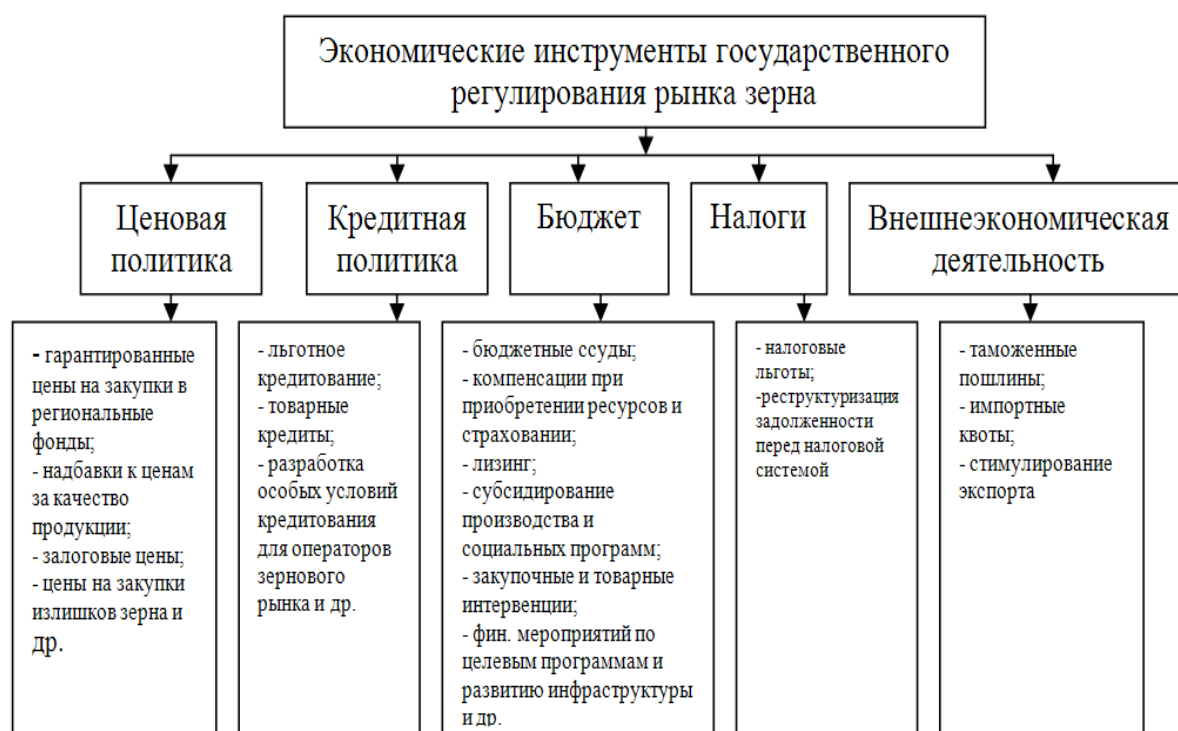 Экономические инструменты государственного
регулирования рынка зерна
Ценовая
политика
Кредитная
политика
Бюджет
Налоги
Внешнеэкономическая
деятельность
- гарантированные
цены на закупки в
региональные
фонды;
- надбавки к ценам
за качество
продукции;
- залоговые цены;
- цены на закупки
излишков зерна и
др.
- льготное
кредитование;
- товарные
кредиты;
- разработка
особых условий
кредитования
для операторов
зернового
рынка и др.
- бюджетные ссуды;
- компенсации при
приобретении ресурсов и
страховании;
- лизинг;
- субсидирование
производства и
социальных программ;
- закупочные и товарные
интервенции;
- фин. мероприятий по
целевым программам и
развитию инфраструктуры
и др.
- налоговые
льготы;
-реструктуризация
задолженности
перед налоговой
системой
- таможенные
пошлины;
- импортные
квоты;
- стимулирование
экспорта